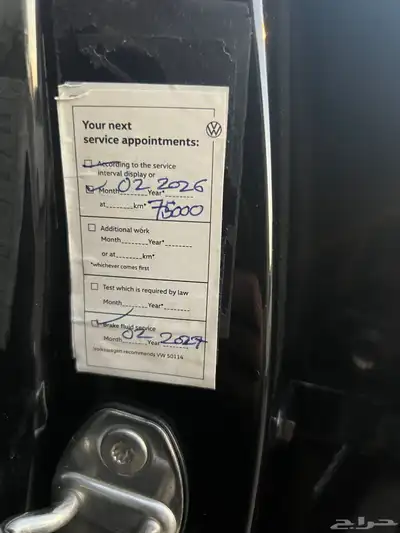 Your next
service appointments:
According to the service
interval display or
Month 02 Year* 2026
at........km* 75000
Additional work
Month........Year*........
or at........km*
*whichever comes first
Test which is required by law
Month........Year*........
Brake fluid service
Month 02 Year 2027
Volkswagen recommends VW 50114
حراج